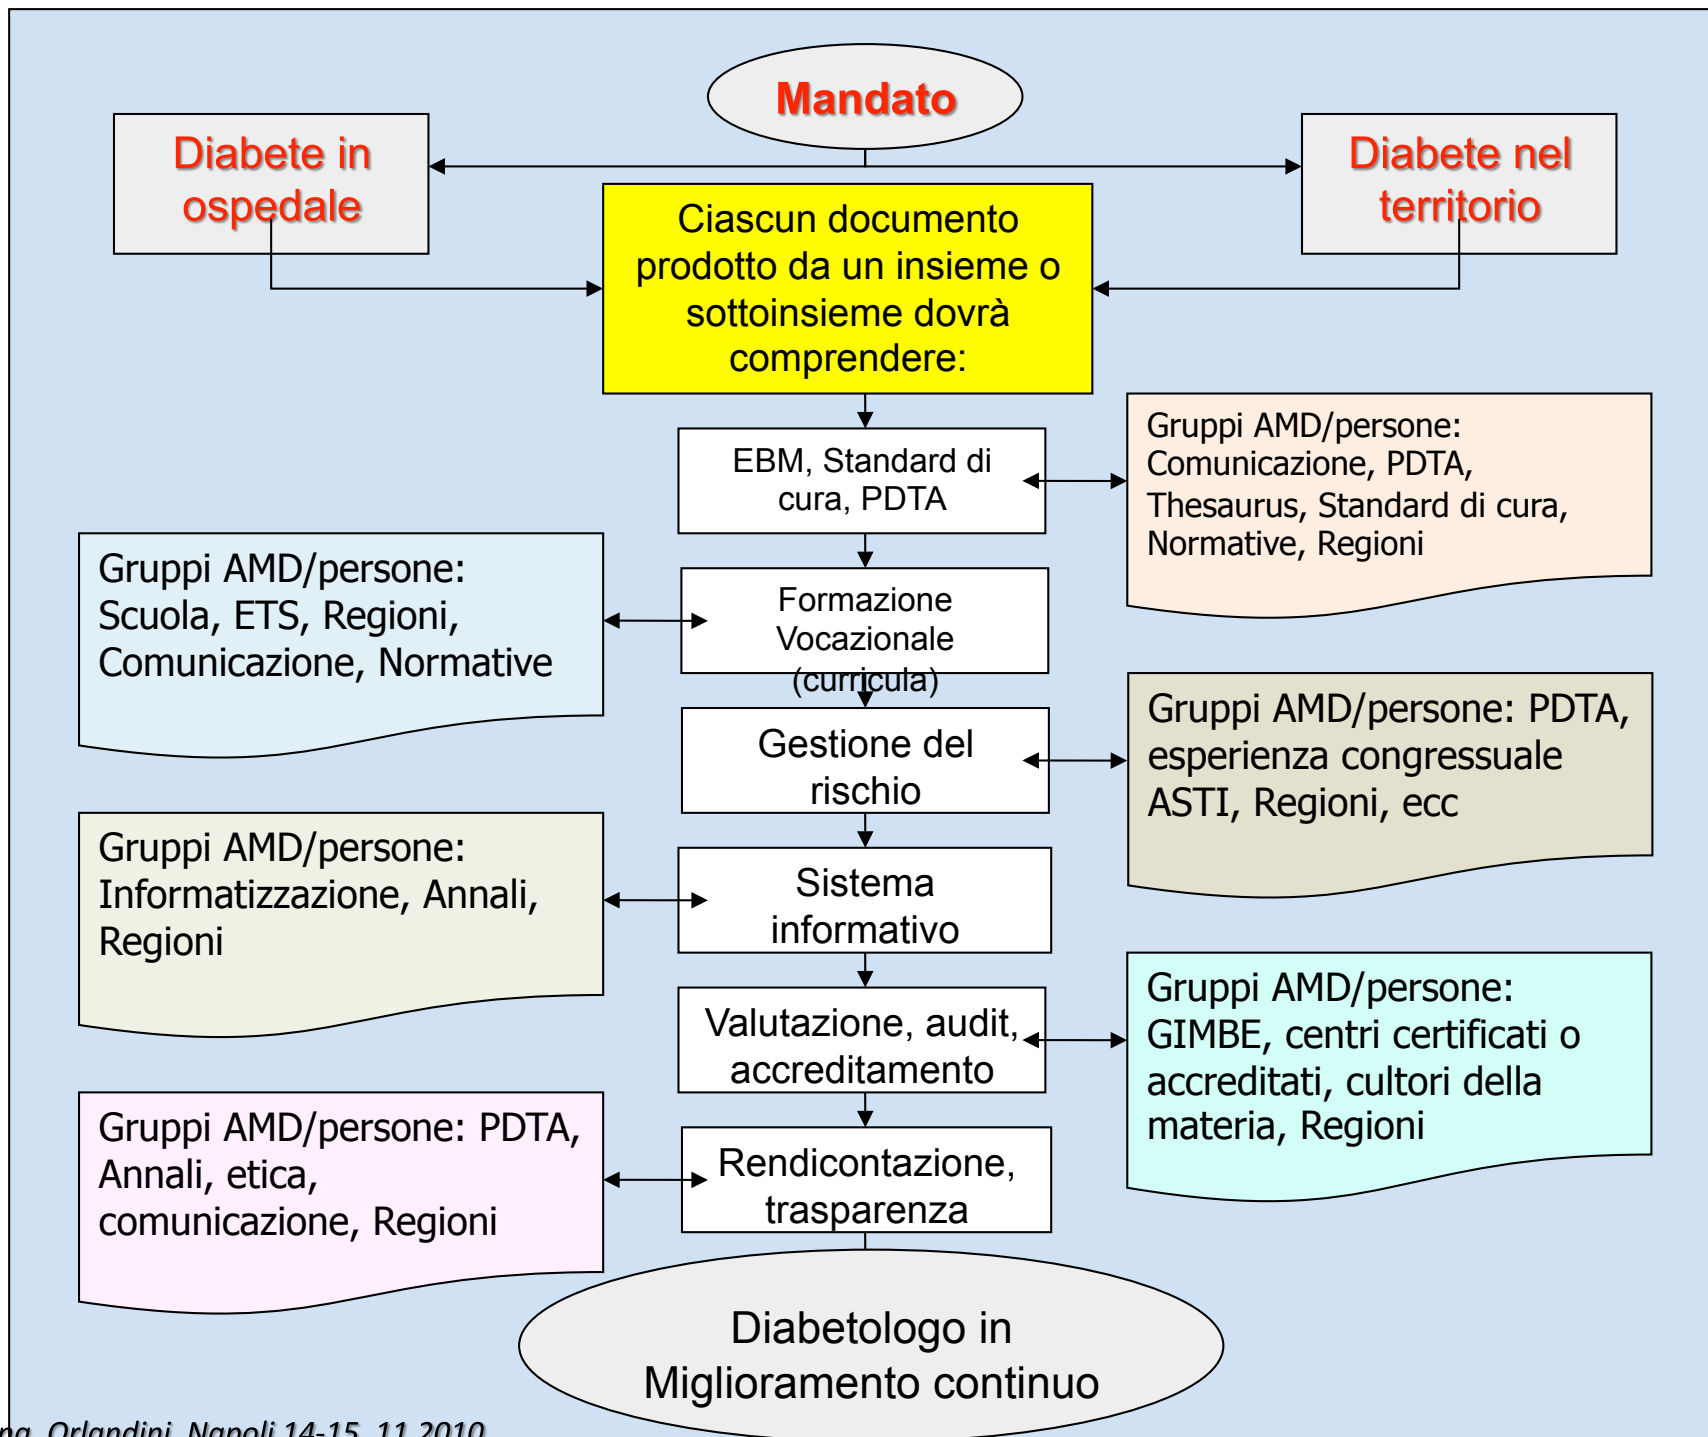 Mandato
Diabete in
ospedale
Diabete nel
territorio
Ciascun documento
prodotto da un insieme o
sottoinsieme dovrà
comprendere:
EBM, Standard di
cura, PDTA
Gruppi AMD/persone:
Comunicazione, PDTA,
Thesaurus, Standard di cura,
Normative, Regioni
Gruppi AMD/persone:
Scuola, ETS, Regioni,
Comunicazione, Normative
Formazione
Vocazionale
(curricula)
Gestione del
rischio
Gruppi AMD/persone: PDTA,
esperienza congressuale
ASTI, Regioni, ecc
Gruppi AMD/persone:
Informatizzazione, Annali,
Regioni
Sistema
informativo
Valutazione, audit,
accreditamento
Gruppi AMD/persone:
GIMBE, centri certificati o
accreditati, cultori della
materia, Regioni
Gruppi AMD/persone: PDTA,
Annali, etica,
comunicazione, Regioni
Rendicontazione,
trasparenza
Diabetologo in
Miglioramento continuo
Orlandini, Napoli 14-15, 11 2010